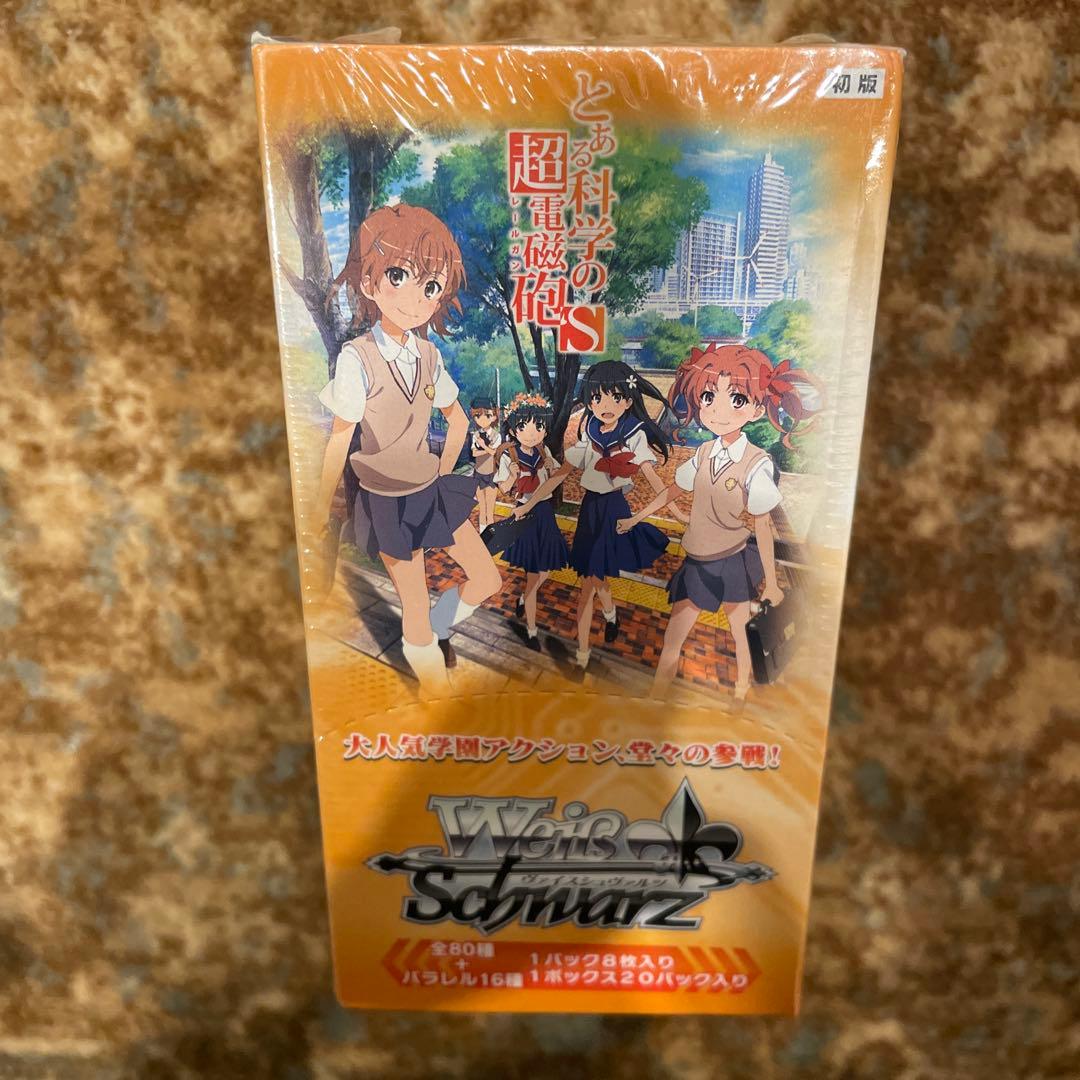 初版
とある科学の
超電磁砲S
レールガン
大人気学園アクション、堂々の参戦！
Weiß
ヴァイスシュヴァルツ
Schwarz
全80種
+
パラレル16種
1パック8枚入り
1ボックス20パック入り